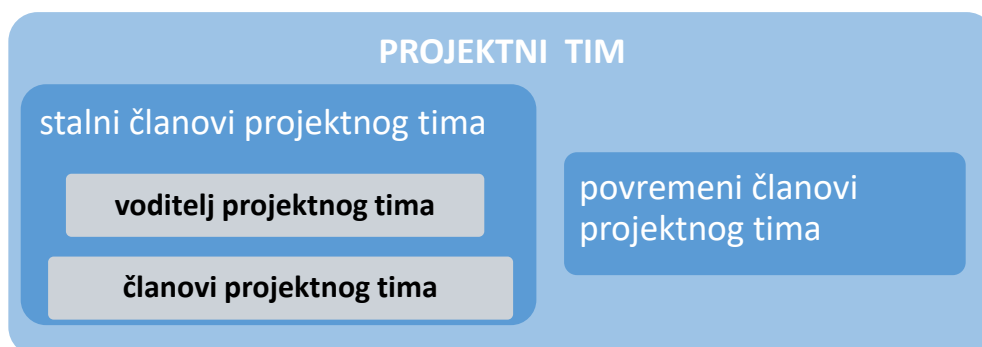 PROJEKTNI TIM
stalni članovi projektnog tima
voditelj projektnog tima
članovi projektnog tima
povremeni članovi
projektnog tima